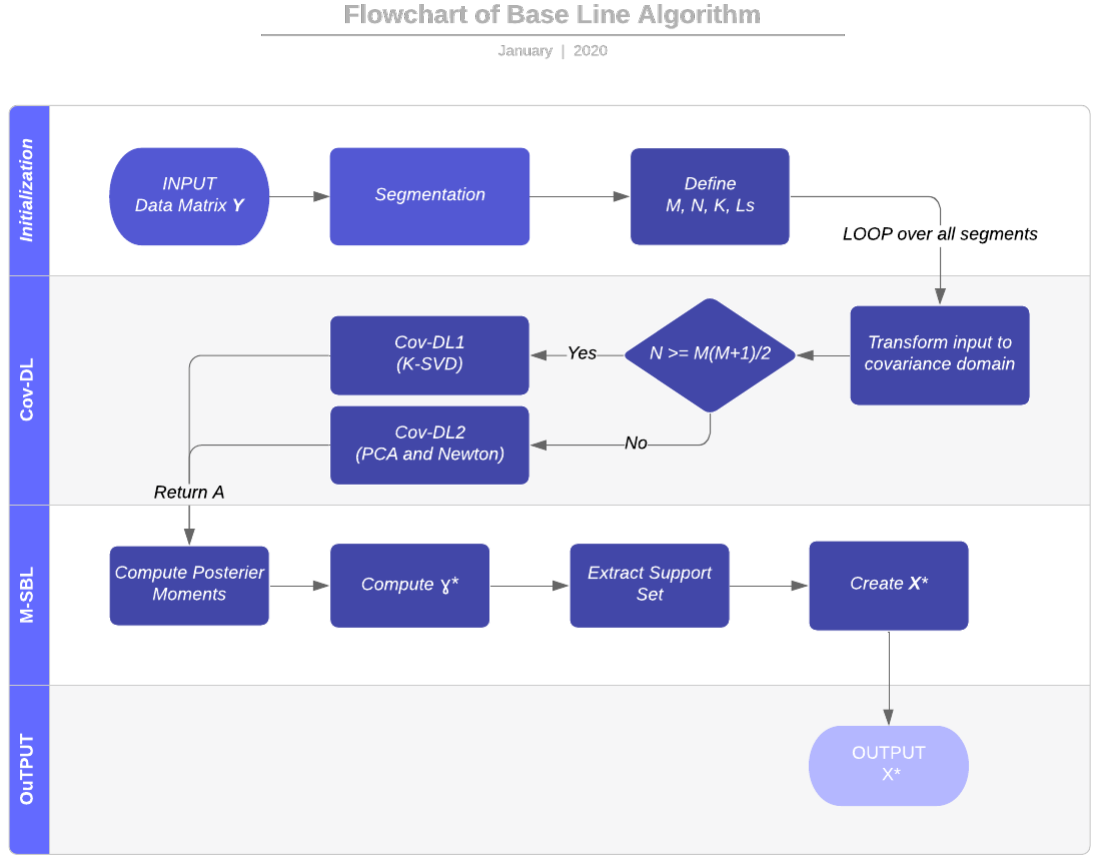 Flowchart of Base Line Algorithm
January | 2020
Initialization
INPUT
Data Matrix Y
Segmentation
Define
M, N, K, Ls
LOOP over all segments
Cov-DL
Transform input to
covariance domain
N >= M(M+1)/2
Yes
No
Cov-DL1
(K-SVD)
Cov-DL2
(PCA and Newton)
Return A
M-SBL
Compute Posterier
Moments
Compute ɣ*
Extract Support
Set
Create X*
OuTPUT
OUTPUT
X*